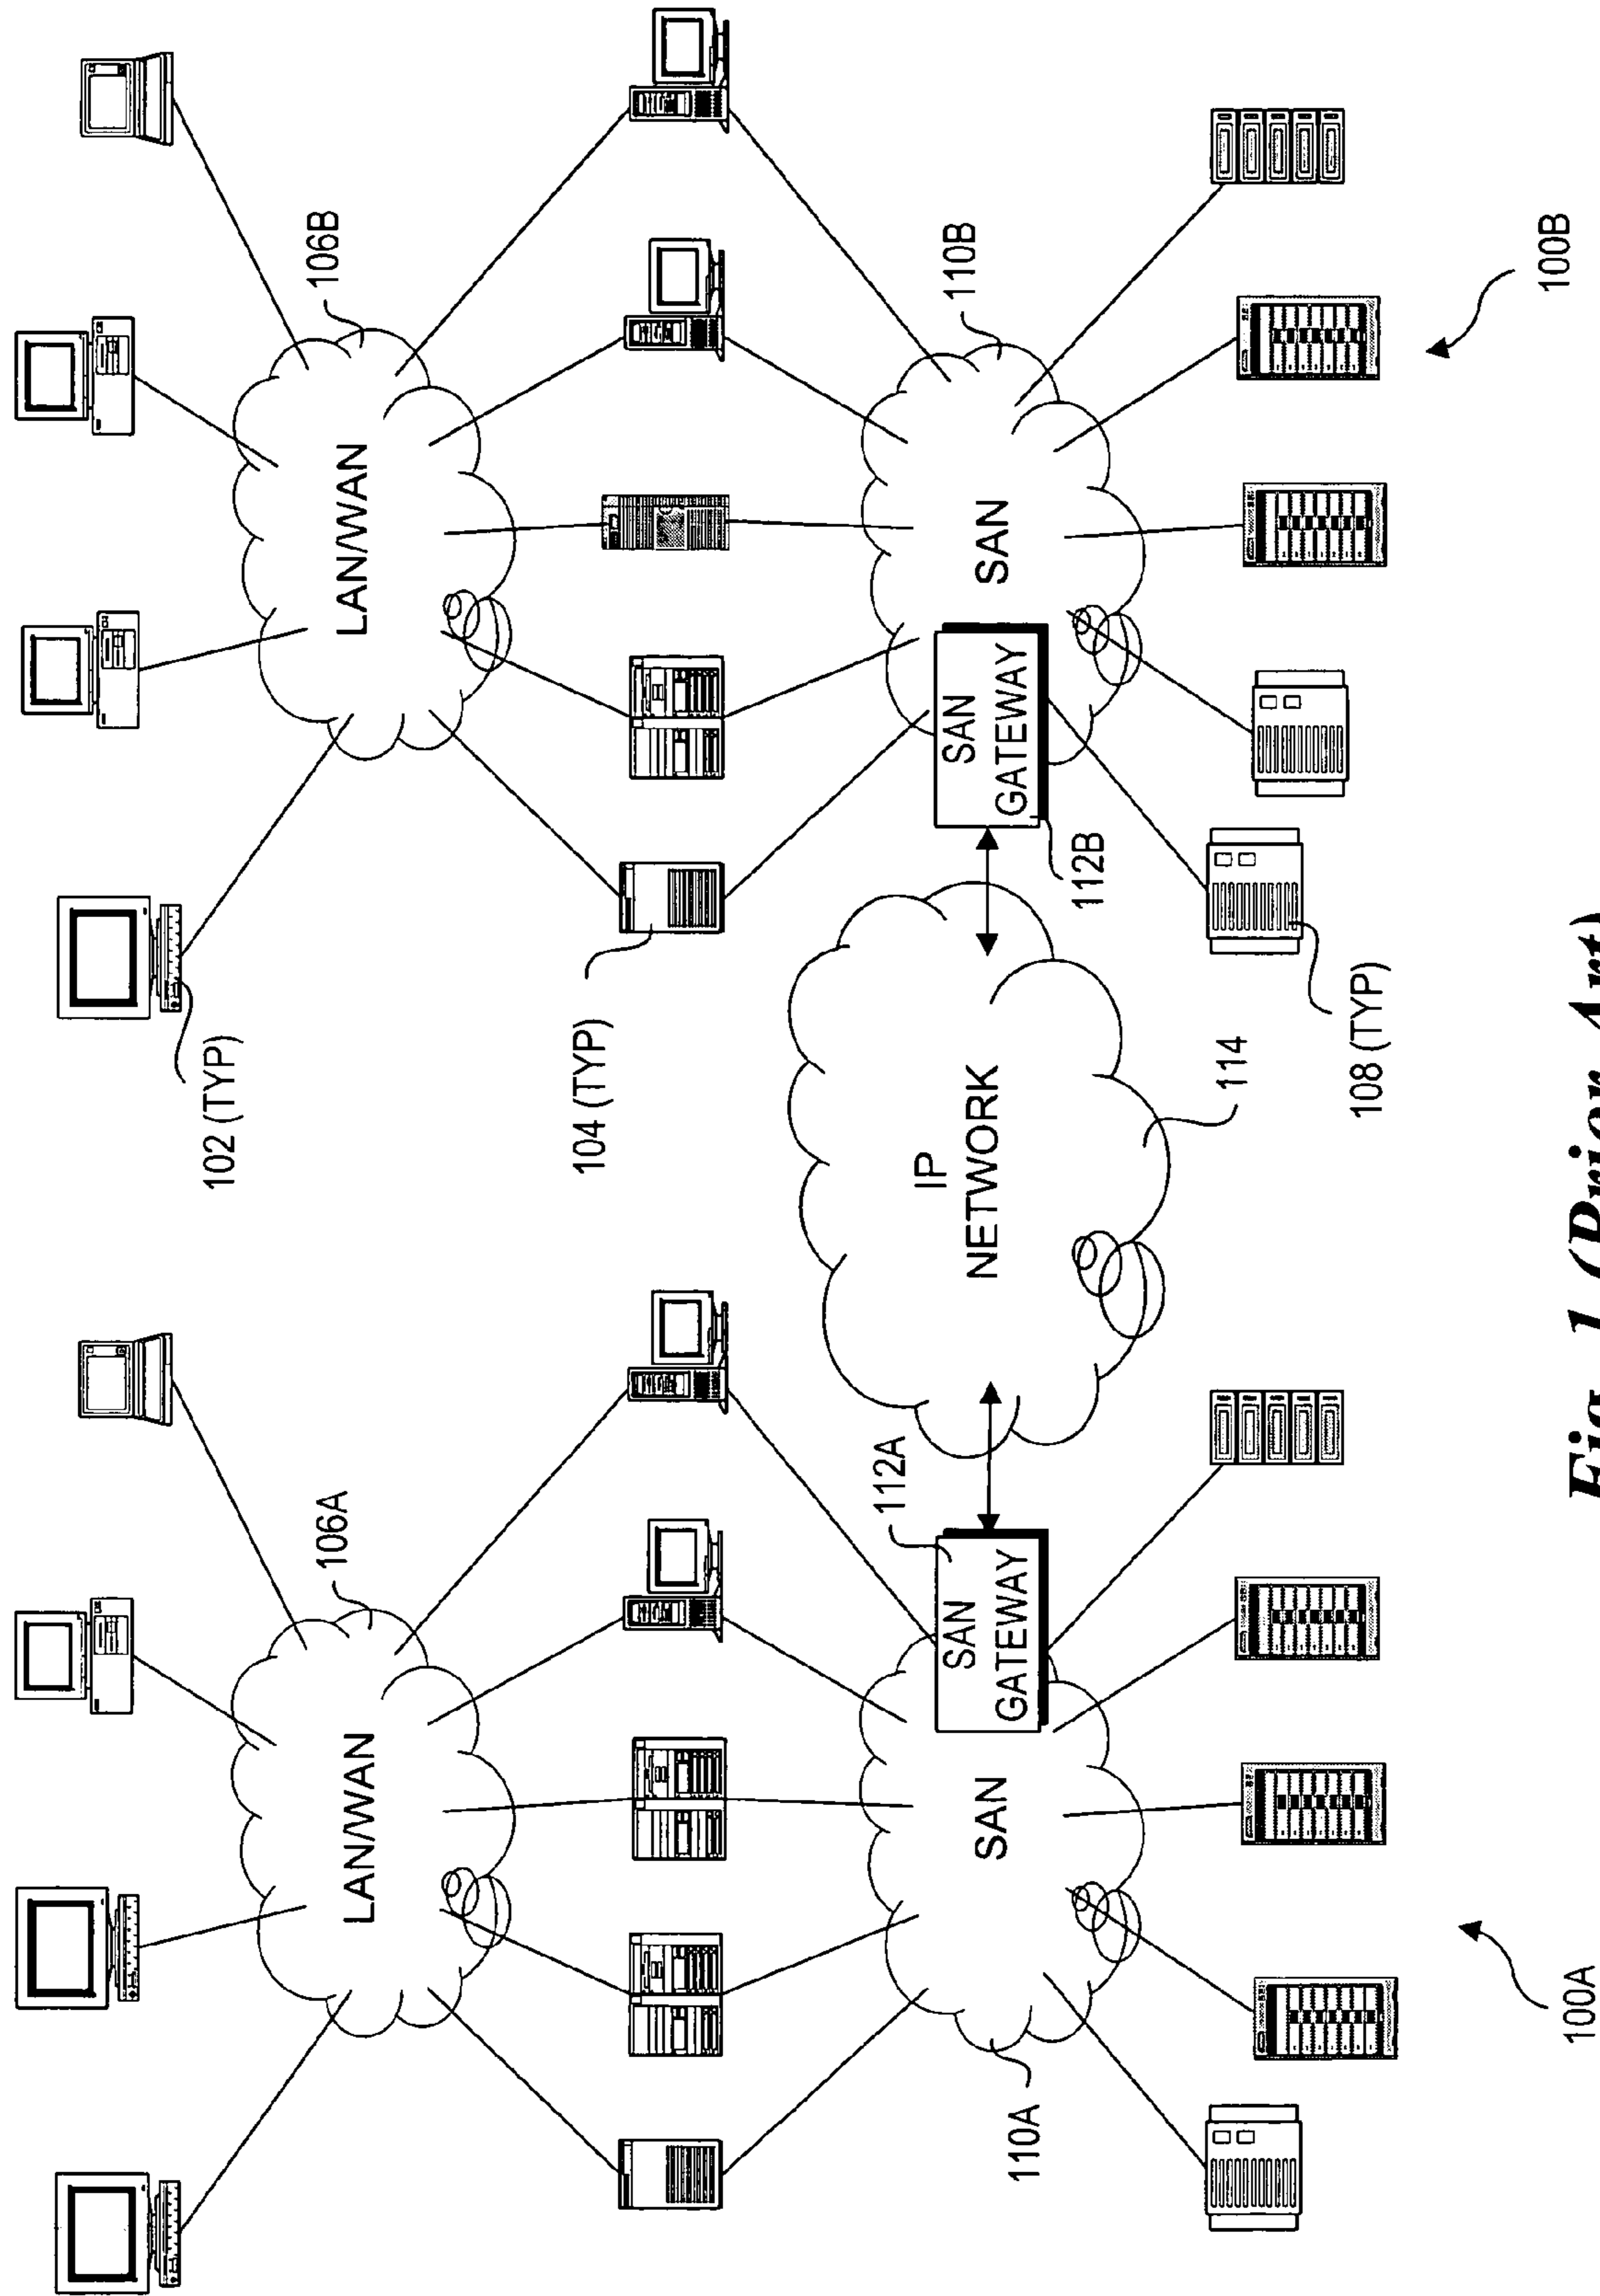 102 (TYP)
106A
106B
LAN/WAN
LAN/WAN
104 (TYP)
112A
110B
SAN
GATEWAY
IP
NETWORK
SAN
GATEWAY
SAN
SAN
110A
112B
114
108 (TYP)
100A
100B
Fig. 1 (Prior Art)